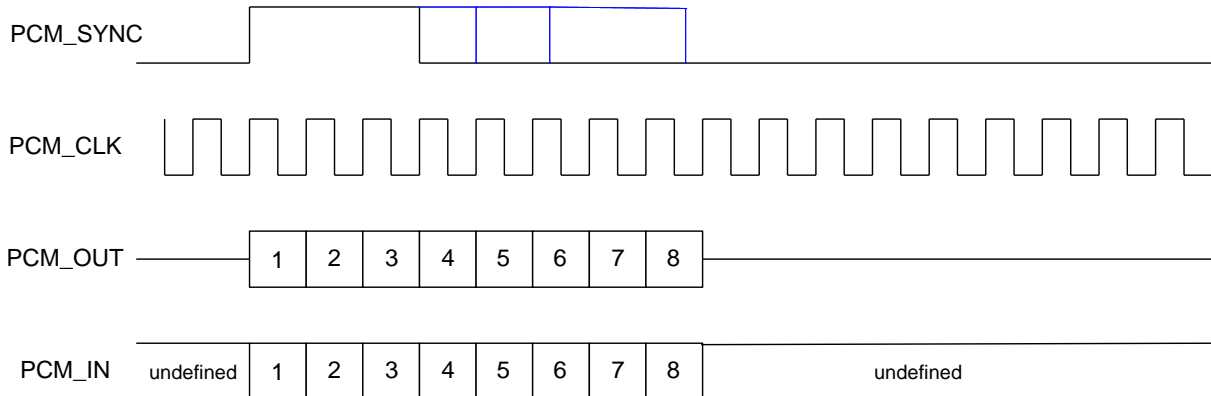 PCM_SYNC
PCM_CLK
PCM_OUT 1 2 3 4 5 6 7 8
PCM_IN undefined 1 2 3 4 5 6 7 8 undefined